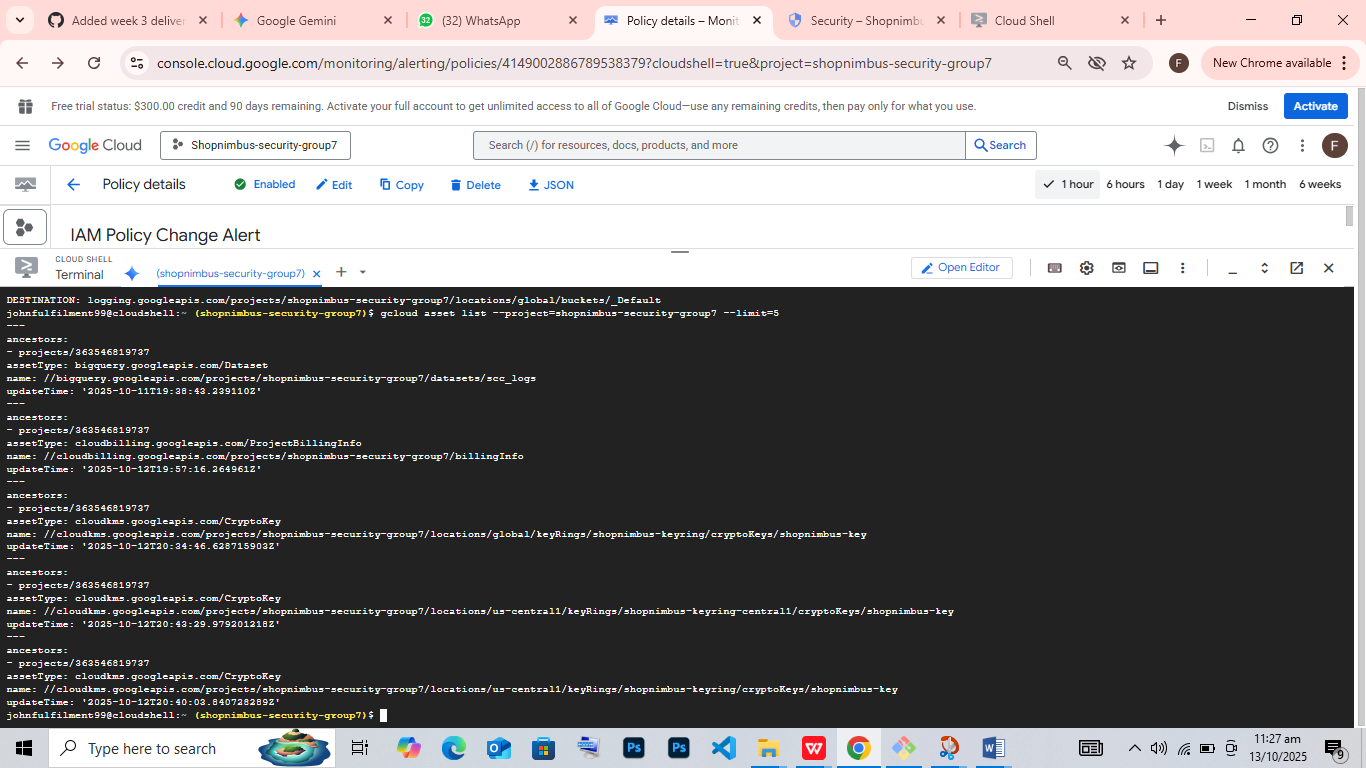 Added week 3 deliver
Google Gemini
32
(32) WhatsApp
Policy details – Monit
Security – Shopnimbu
Cloud Shell
console.cloud.google.com/monitoring/alerting/policies/4149002886789538379?cloudshell=true&project=shopnimbus-security-group7
F
New Chrome available
Free trial status: $300.00 credit and 90 days remaining. Activate your full account to get unlimited access to all of Google Cloud—use any remaining credits, then pay only for what you use.
Dismiss
Activate
Google Cloud
Shopnimbus-security-group7
Search (/) for resources, docs, products, and more
Search
F
Policy details
Enabled
Edit
Copy
Delete
JSON
1 hour
6 hours
1 day
1 week
1 month
6 weeks
IAM Policy Change Alert
CLOUD SHELL
Terminal
(shopnimbus-security-group7)
Open Editor
DESTINATION: logging.googleapis.com/projects/shopnimbus-security-group7/locations/global/buckets/_Default
johnfulfilment99@cloudshell:~ (shopnimbus-security-group7)$ gcloud asset list --project=shopnimbus-security-group7 --limit=5
---
ancestors:
- projects/363546819737
assetType: bigquery.googleapis.com/Dataset
name: //bigquery.googleapis.com/projects/shopnimbus-security-group7/datasets/scc_logs
updateTime: '2025-10-11T19:38:43.239110Z'
---
ancestors:
- projects/363546819737
assetType: cloudbilling.googleapis.com/ProjectBillingInfo
name: //cloudbilling.googleapis.com/projects/shopnimbus-security-group7/billingInfo
updateTime: '2025-10-12T19:57:16.264961Z'
---
ancestors:
- projects/363546819737
assetType: cloudkms.googleapis.com/CryptoKey
name: //cloudkms.googleapis.com/projects/shopnimbus-security-group7/locations/global/keyRings/shopnimbus-keyring/cryptoKeys/shopnimbus-key
updateTime: '2025-10-12T20:34:46.628715903Z'
---
ancestors:
- projects/363546819737
assetType: cloudkms.googleapis.com/CryptoKey
name: //cloudkms.googleapis.com/projects/shopnimbus-security-group7/locations/us-central1/keyRings/shopnimbus-keyring-central1/cryptoKeys/shopnimbus-key
updateTime: '2025-10-12T20:43:29.979201218Z'
---
ancestors:
- projects/363546819737
assetType: cloudkms.googleapis.com/CryptoKey
name: //cloudkms.googleapis.com/projects/shopnimbus-security-group7/locations/us-central1/keyRings/shopnimbus-keyring/cryptoKeys/shopnimbus-key
updateTime: '2025-10-12T20:40:03.840728289Z'
johnfulfilment99@cloudshell:~ (shopnimbus-security-group7)$
Type here to search
Ps
Ps
W
W
11:27 am
13/10/2025
9